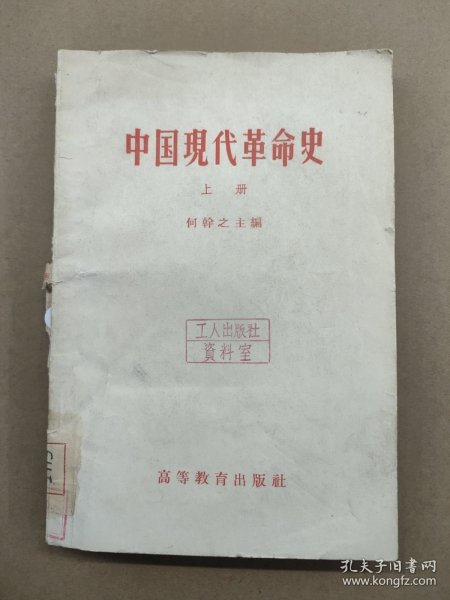 中国現代革命史
上 册
何幹之主編
工人出版社
資料室
高等教育出版社
孔夫子旧書网
www.kongfz.com